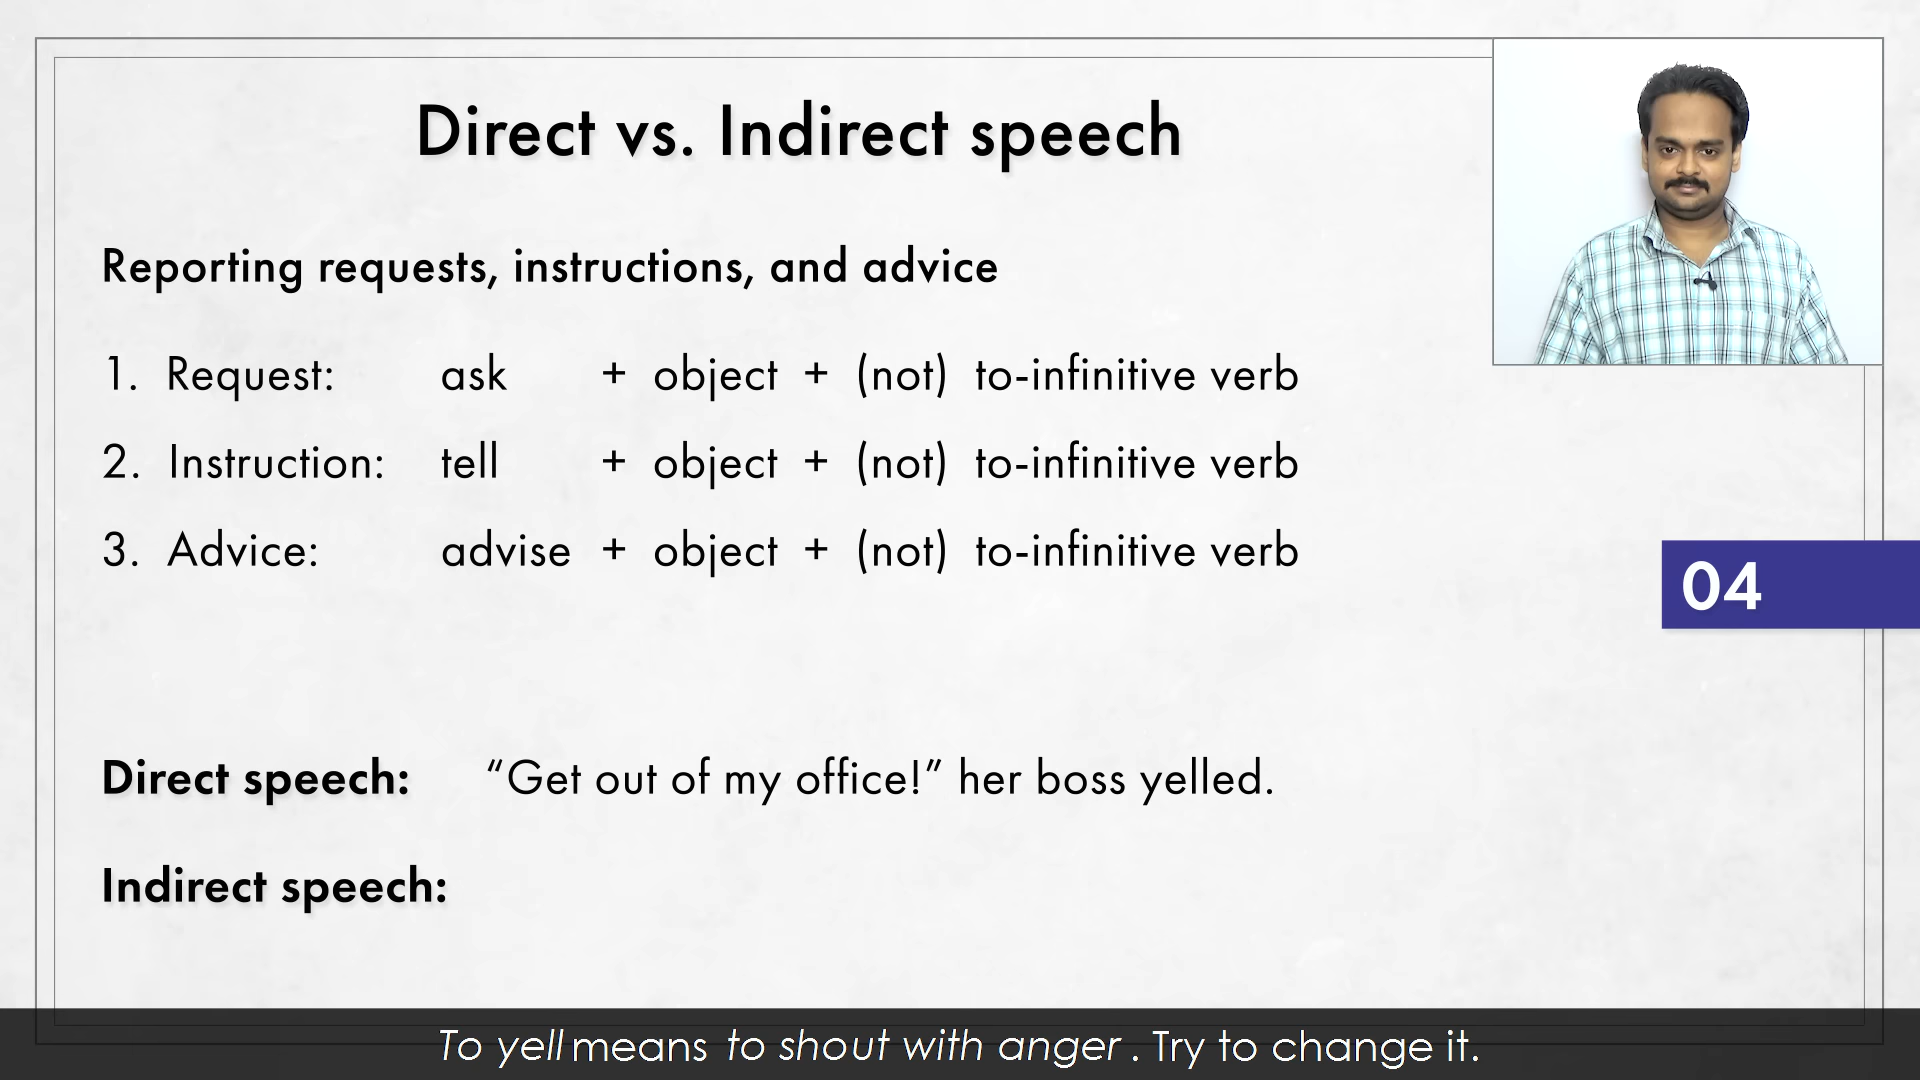 Direct vs. Indirect speech
Reporting requests, instructions, and advice
1. Request: ask + object + (not) to-infinitive verb
2. Instruction: tell + object + (not) to-infinitive verb
3. Advice: advise + object + (not) to-infinitive verb
04
Direct speech: “Get out of my office!” her boss yelled.
Indirect speech:
To yell means to shout with anger . Try to change it.